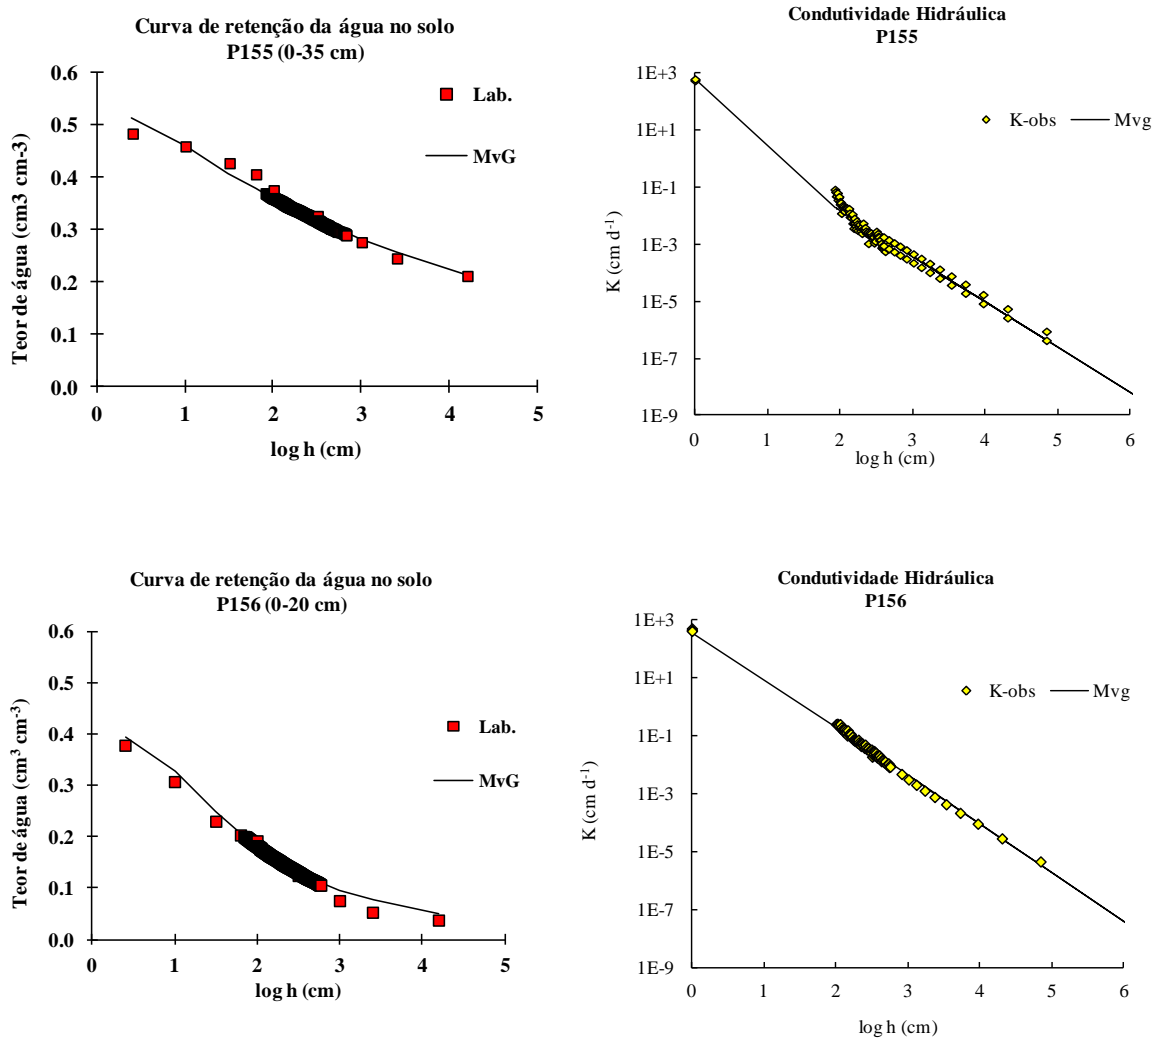 Curva de retenção da água no solo
P155 (0-35 cm)
0.6
0.5
0.4
0.3
0.2
0.1
0.0
0 1 2 3 4 5
Teor de água (cm3 cm-3)
log h (cm)
Lab.
MvG
Condutividade Hidráulica
P155
1E+3
1E+1
1E-1
1E-3
1E-5
1E-7
1E-9
0 1 2 3 4 5 6
K (cm d-1)
log h (cm)
K-obs Mvg
Curva de retenção da água no solo
P156 (0-20 cm)
0.6
0.5
0.4
0.3
0.2
0.1
0.0
0 1 2 3 4 5
Teor de água (cm3 cm-3)
log h (cm)
Lab.
MvG
Condutividade Hidráulica
P156
1E+3
1E+1
1E-1
1E-3
1E-5
1E-7
1E-9
0 1 2 3 4 5 6
K (cm d-1)
log h (cm)
K-obs Mvg